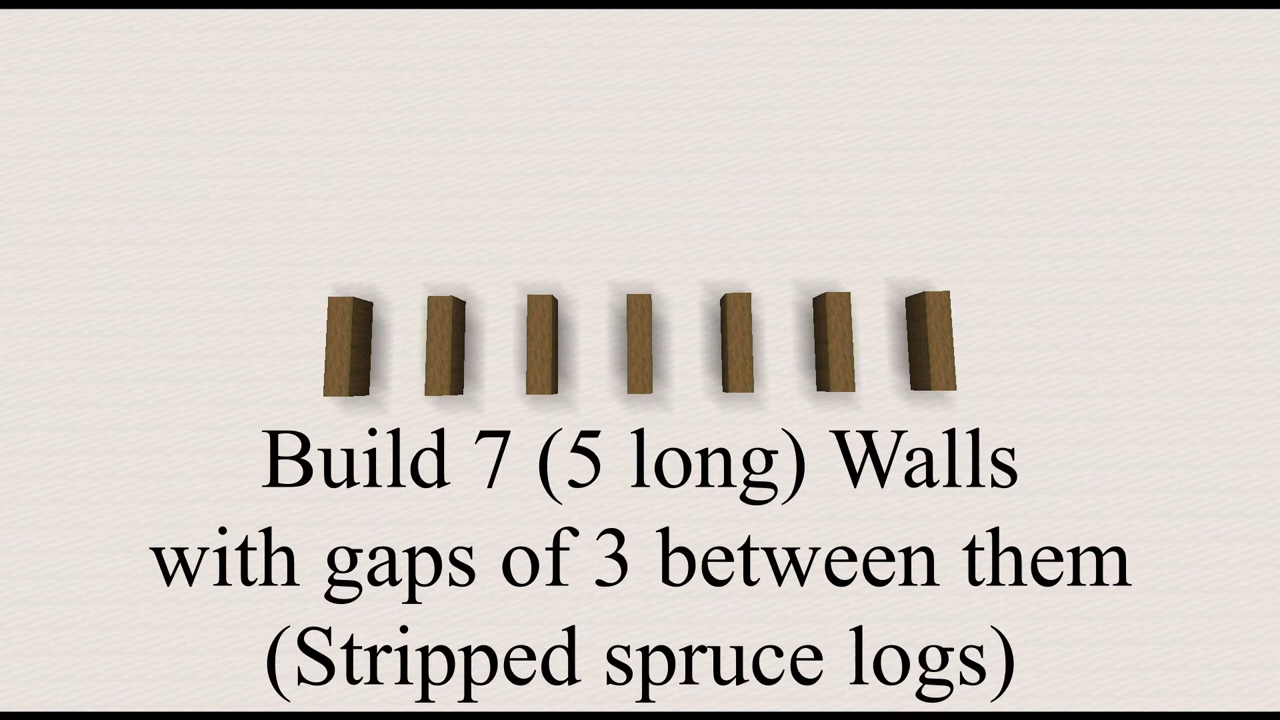 Build 7 (5 long) Walls
with gaps of 3 between them
(Stripped spruce logs)